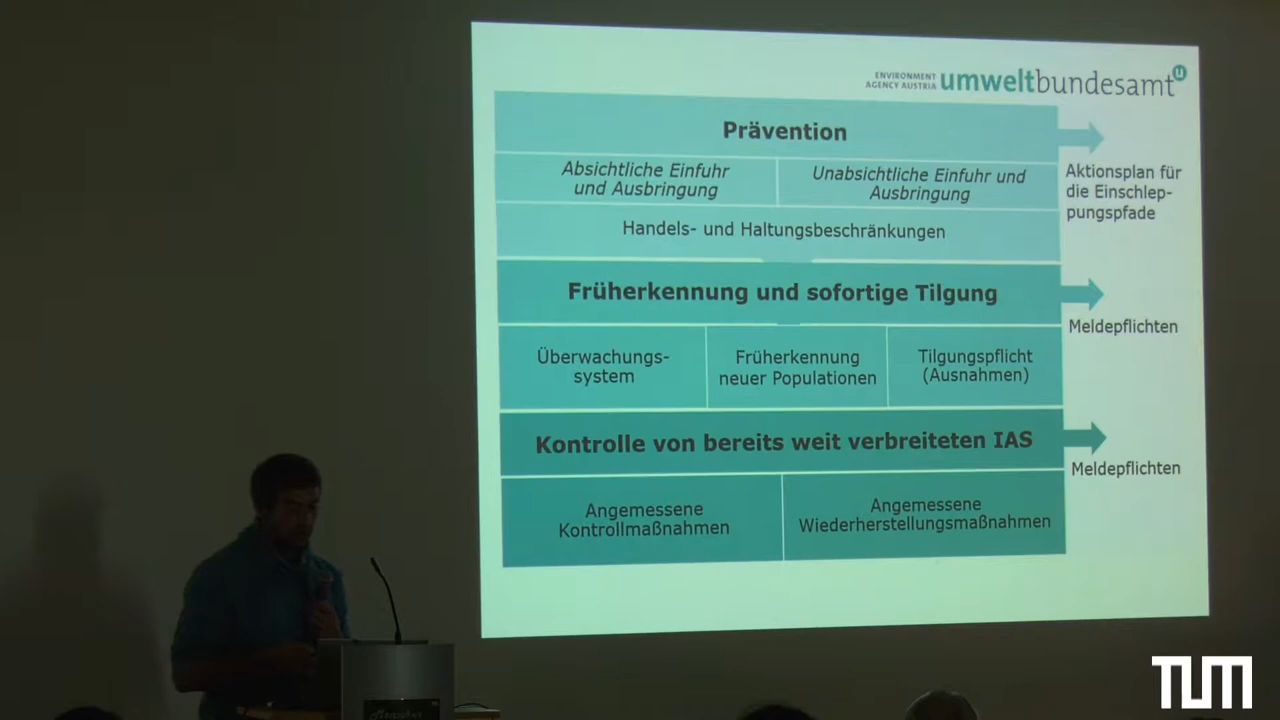 ENVIRONMENT
AGENCY AUSTRIA
umweltbundesamt
u
Prävention
Absichtliche Einfuhr
und Ausbringung
Unabsichtliche Einfuhr und
Ausbringung
Handels- und Haltungsbeschränkungen
Aktionsplan für
die Einschlep-
pungspfade
Früherkennung und sofortige Tilgung
Meldepflichten
Überwachungs-
system
Früherkennung
neuer Populationen
Tilgungspflicht
(Ausnahmen)
Kontrolle von bereits weit verbreiteten IAS
Meldepflichten
Angemessene
Kontrollmaßnahmen
Angemessene
Wiederherstellungsmaßnahmen
TUM